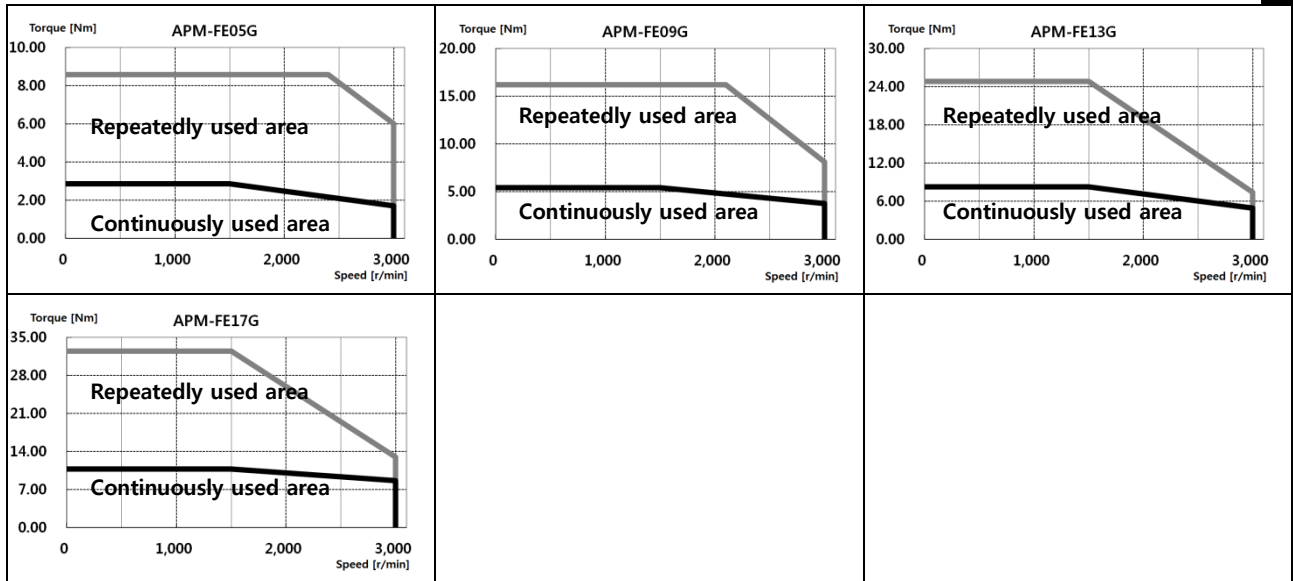 Torque [Nm] APM-FE05G
10.00
8.00
6.00
4.00
2.00
0.00
Repeatedly used area
Continuously used area
0 1,000 2,000 3,000
Speed [r/min]
Torque [Nm] APM-FE09G
20.00
15.00
10.00
5.00
0.00
Repeatedly used area
Continuously used area
0 1,000 2,000 3,000
Speed [r/min]
Torque [Nm] APM-FE13G
30.00
24.00
18.00
12.00
6.00
0.00
Repeatedly used area
Continuously used area
0 1,000 2,000 3,000
Speed [r/min]
Torque [Nm] APM-FE17G
35.00
28.00
21.00
14.00
7.00
0.00
Repeatedly used area
Continuously used area
0 1,000 2,000 3,000
Speed [r/min]